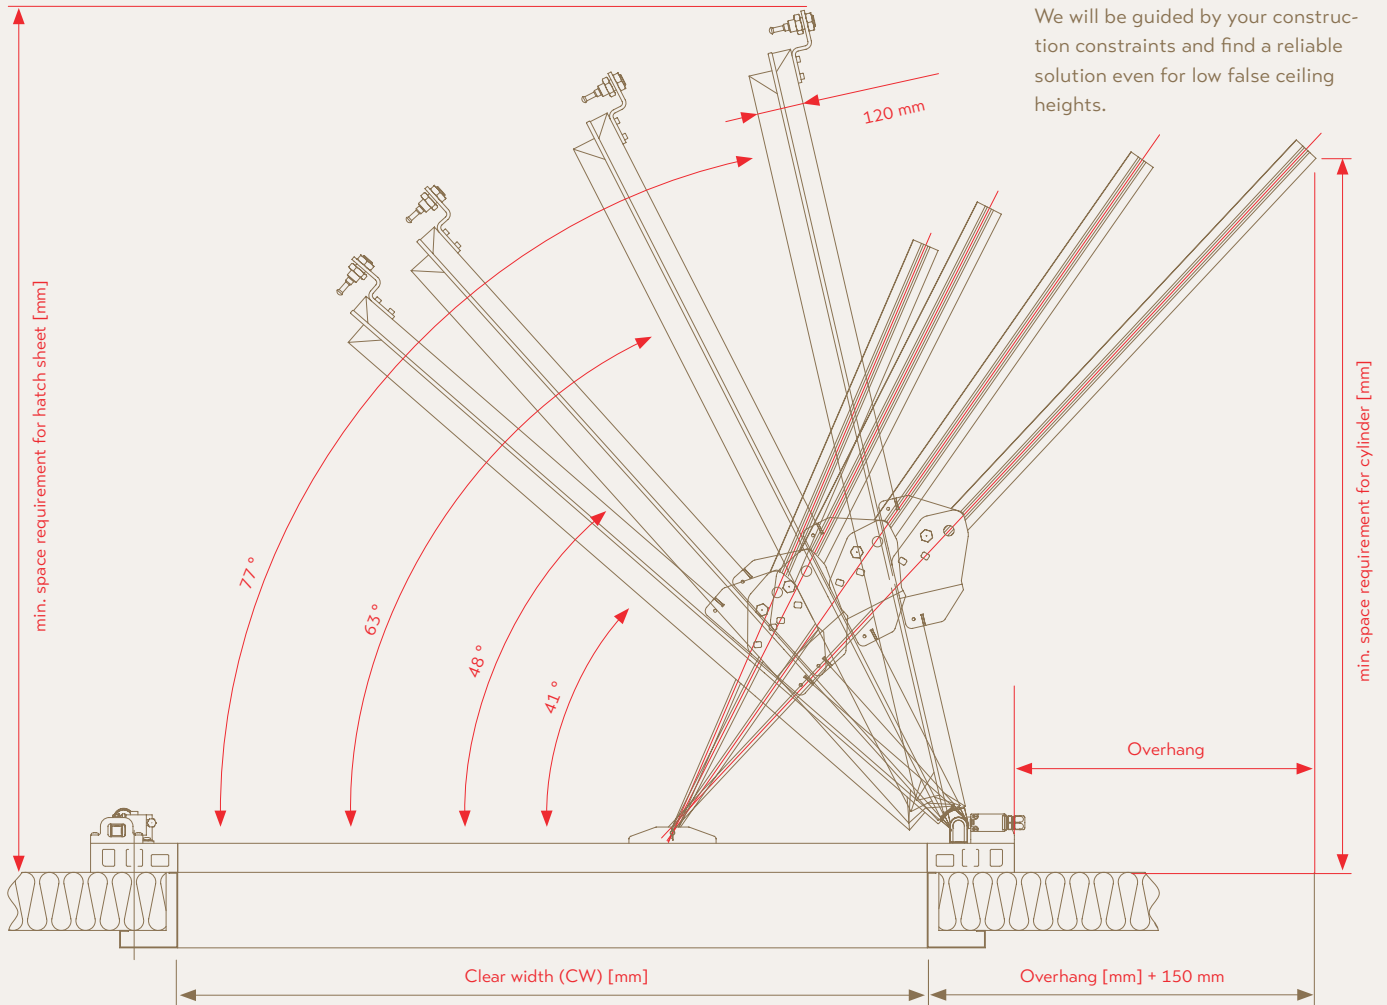 We will be guided by your construc-
tion constraints and find a reliable
solution even for low false ceiling
heights.
120 mm
min. space requirement for hatch sheet [mm]
min. space requirement for cylinder [mm]
77 °
63 °
48 °
41 °
Overhang
Clear width (CW) [mm]
Overhang [mm] + 150 mm